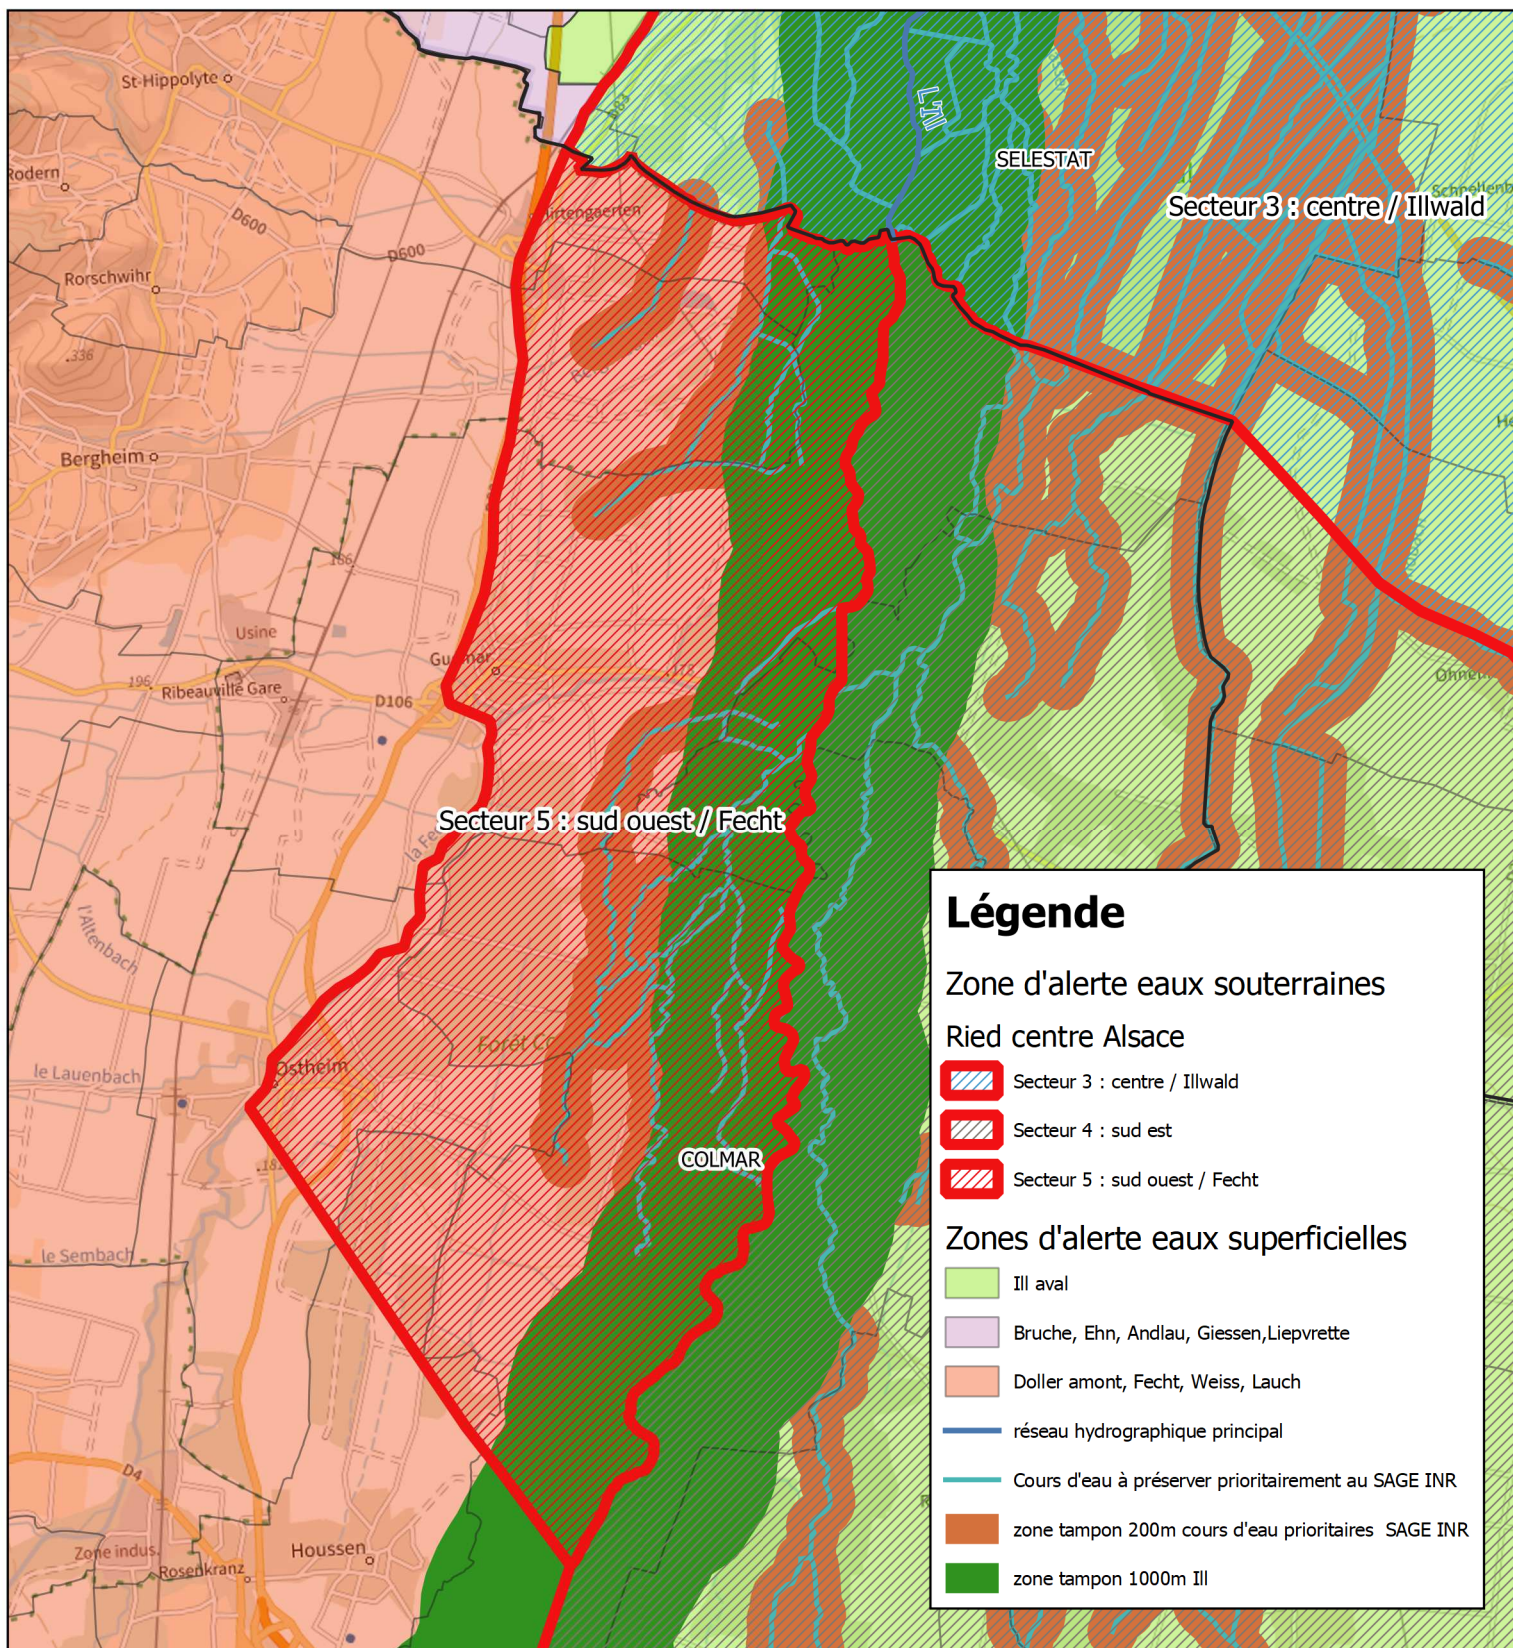 St-Hippolyte
L'Ill
SELESTAT
Rodern
Secteur 3 : centre / Illwald
D600
D600
Rorschwihr
.336
Bergheim
186
Usine
196
Ribeauvillé Gare
D106
.175
Secteur 5 : sud ouest / Fecht
l'Altenbach
le Lauenbach
Ostheim
COLMAR
le Sembach
D4
Zone indus.
Houssen
Rosenkranz
Légende
Zone d'alerte eaux souterraines
Ried centre Alsace
Secteur 3 : centre / Illwald
Secteur 4 : sud est
Secteur 5 : sud ouest / Fecht
Zones d'alerte eaux superficielles
Ill aval
Bruche, Ehn, Andlau, Giessen,Liepvrette
Doller amont, Fecht, Weiss, Lauch
réseau hydrographique principal
Cours d'eau à préserver prioritairement au SAGE INR
zone tampon 200m cours d'eau prioritaires SAGE INR
zone tampon 1000m Ill